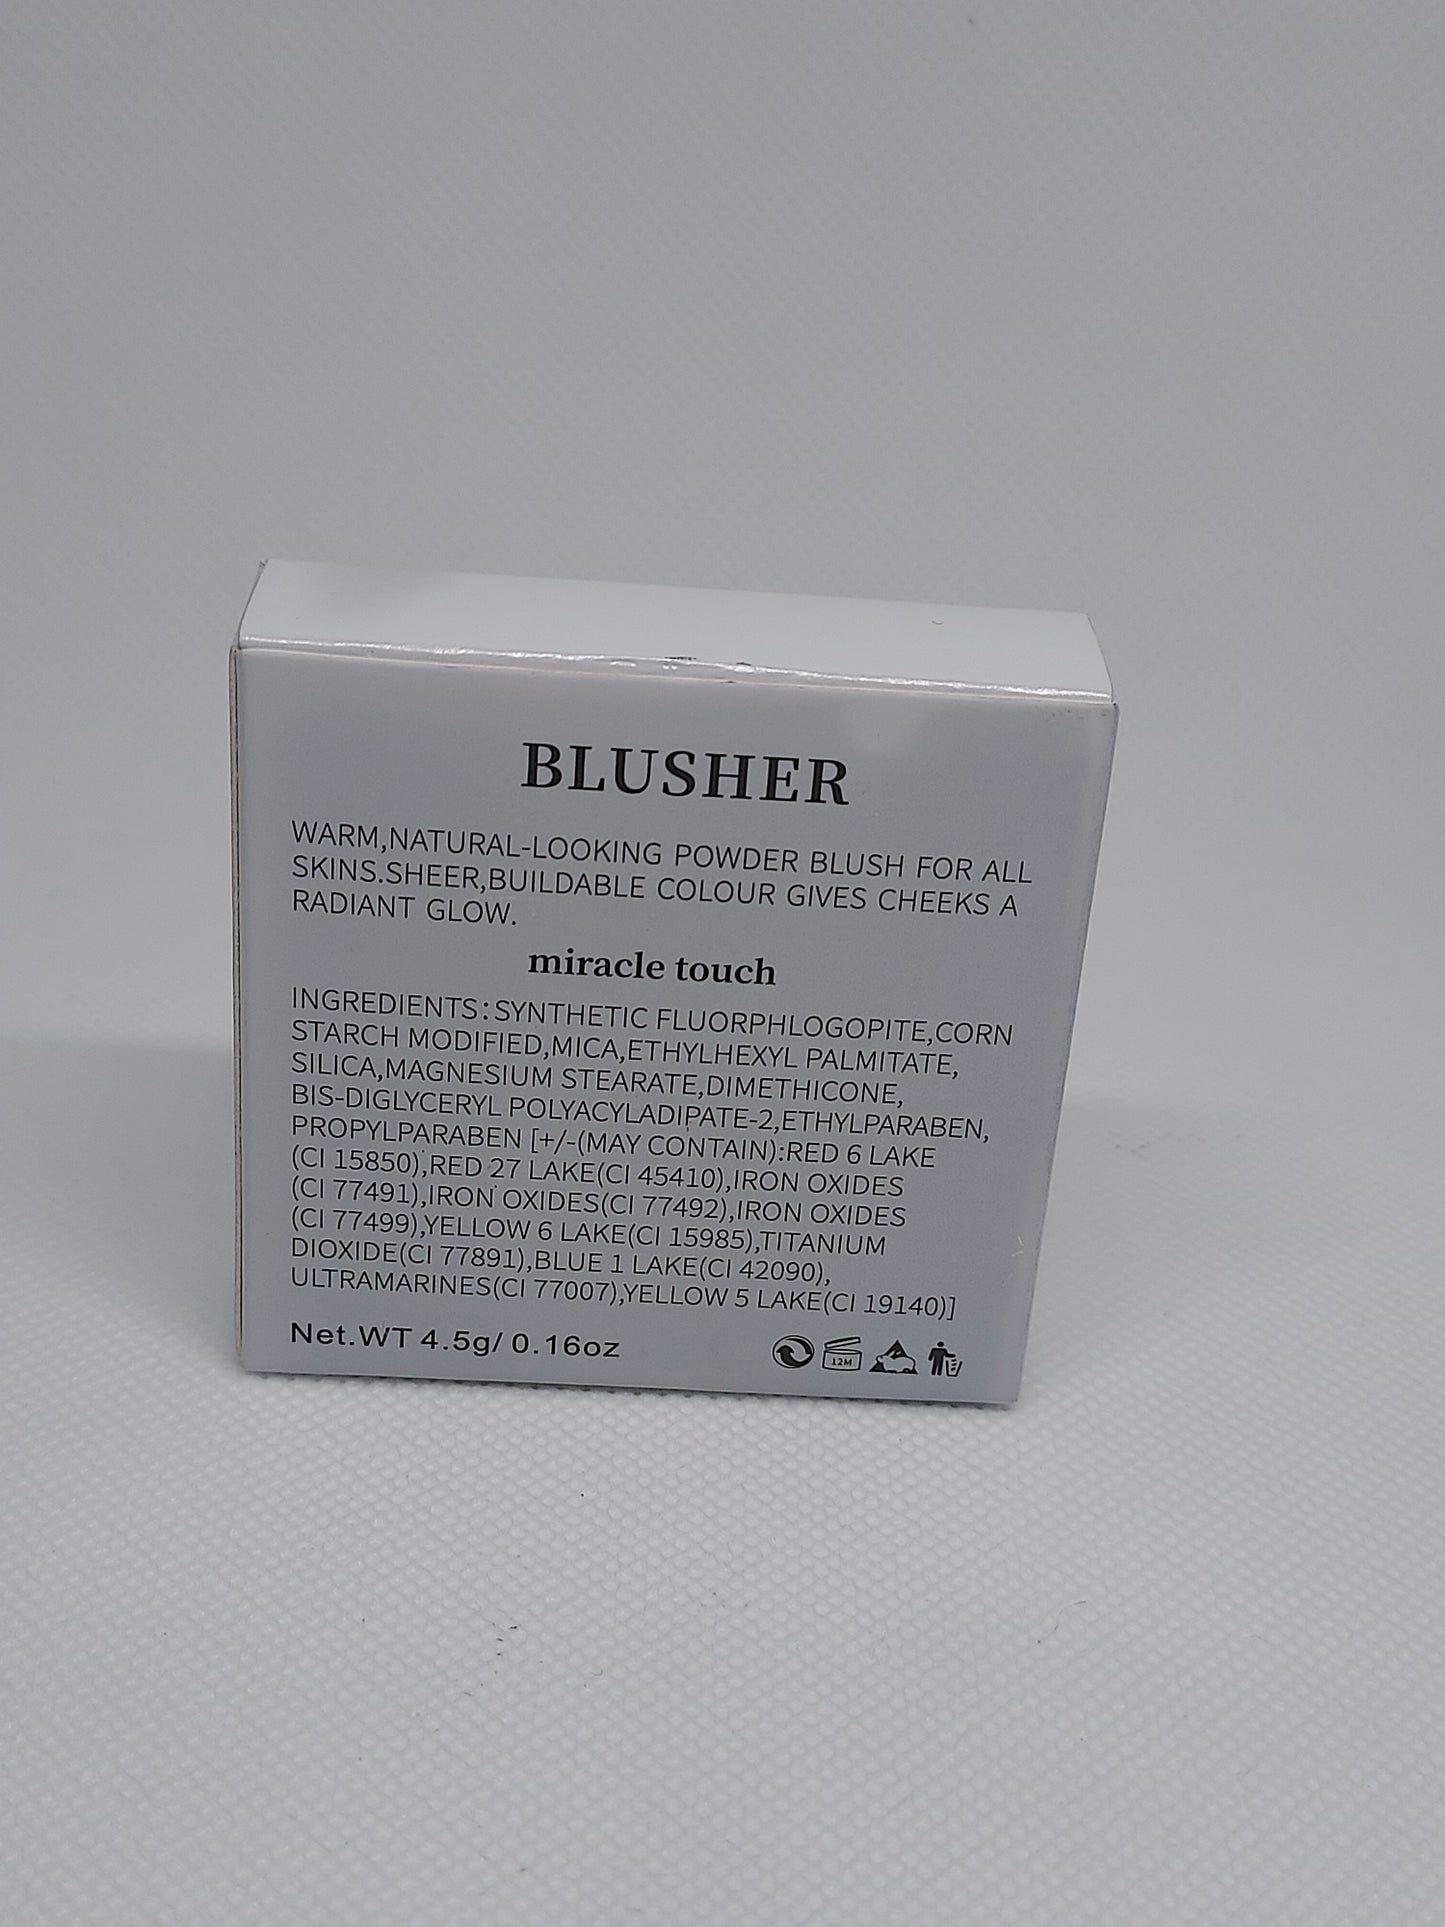 BLUSHER
WARM,NATURAL-LOOKING POWDER BLUSH FOR ALL
SKINS.SHEER,BUILDABLE COLOUR GIVES CHEEKS A
RADIANT GLOW.
miracle touch
INGREDIENTS:SYNTHETIC FLUORPHLOGOPITE,CORN
STARCH MODIFIED,MICA,ETHYLHEXYL PALMITATE,
SILICA,MAGNESIUM STEARATE,DIMETHICONE,
BIS-DIGLYCERYL POLYACYLADIPATE-2,ETHYLPARABEN,
PROPYLPARABEN [+/-(MAY CONTAIN):RED 6 LAKE
(CI 15850),RED 27 LAKE(CI 45410),IRON OXIDES
(CI 77491),IRON OXIDES(CI 77492),IRON OXIDES
(CI 77499),YELLOW 6 LAKE(CI 15985),TITANIUM
DIOXIDE(CI 77891),BLUE 1 LAKE(CI 42090),
ULTRAMARINES(CI 77007),YELLOW 5 LAKE(CI 19140)]
Net.WT 4.5g/ 0.16oz
12M